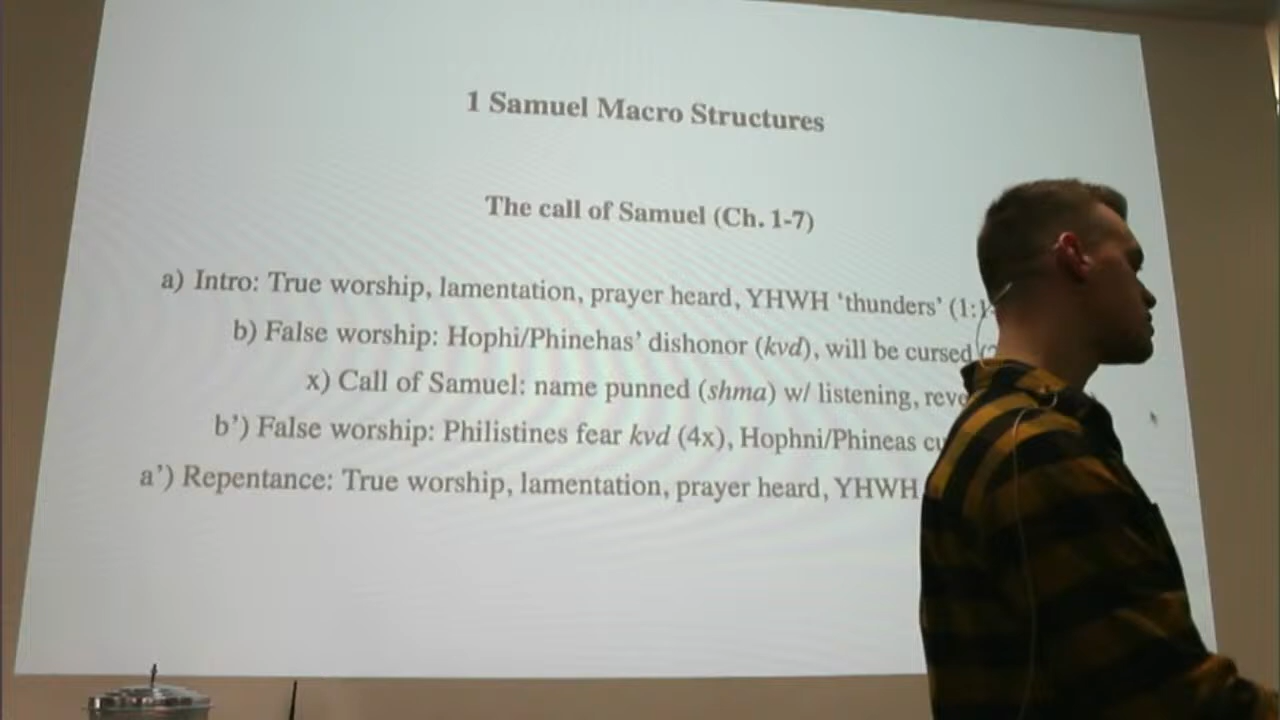 1 Samuel Macro Structures
The call of Samuel (Ch. 1-7)
a) Intro: True worship, lamentation, prayer heard, YHWH ‘thunders’ (1:1-
b) False worship: Hophi/Phinehas’ dishonor (kvd), will be cursed
x) Call of Samuel: name punned (shma) w/ listening,
b’) False worship: Philistines fear kvd (4x), Hophni/Phineas
a’) Repentance: True worship, lamentation, prayer heard, YHWH